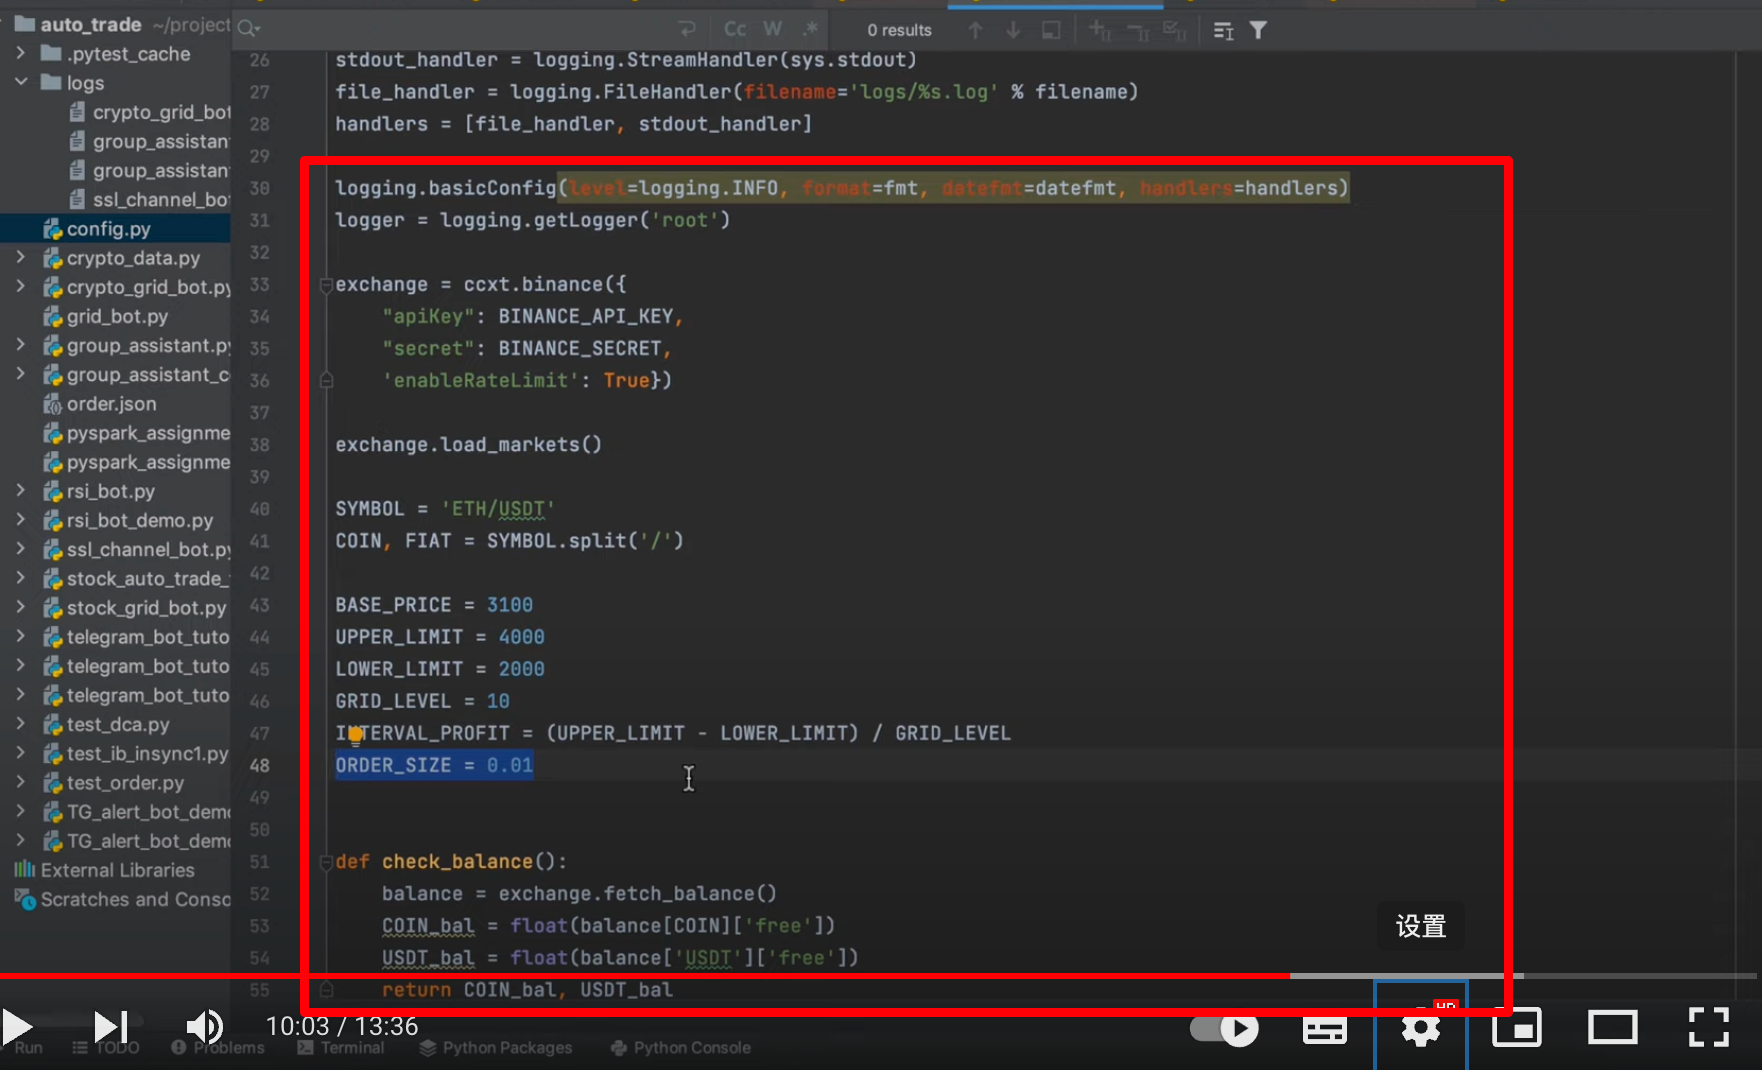 auto_trade ~/project
.pytest_cache
logs
crypto_grid_bot
group_assistan
group_assistan
ssl_channel_bo
config.py
crypto_data.py
crypto_grid_bot.py
grid_bot.py
group_assistant.py
group_assistant_c
order.json
pyspark_assignme
pyspark_assignme
rsi_bot.py
rsi_bot_demo.py
ssl_channel_bot.py
stock_auto_trade_
stock_grid_bot.py
telegram_bot_tuto
telegram_bot_tuto
telegram_bot_tuto
test_dca.py
test_ib_insync1.py
test_order.py
TG_alert_bot_demo
TG_alert_bot_demo
External Libraries
Scratches and Conso
Cc W .* 0 results
26 stdout_handler = logging.StreamHandler(sys.stdout)
27 file_handler = logging.FileHandler(filename='logs/%s.log' % filename)
28 handlers = [file_handler, stdout_handler]
29
30 logging.basicConfig(level=logging.INFO, format=fmt, datefmt=datefmt, handlers=handlers)
31 logger = logging.getLogger('root')
32
33 exchange = ccxt.binance({
34 "apiKey": BINANCE_API_KEY,
35 "secret": BINANCE_SECRET,
36 'enableRateLimit': True})
37
38 exchange.load_markets()
39
40 SYMBOL = 'ETH/USDT'
41 COIN, FIAT = SYMBOL.split('/')
42
43 BASE_PRICE = 3100
44 UPPER_LIMIT = 4000
45 LOWER_LIMIT = 2000
46 GRID_LEVEL = 10
47 INTERVAL_PROFIT = (UPPER_LIMIT - LOWER_LIMIT) / GRID_LEVEL
48 ORDER_SIZE = 0.01
49
50
51 def check_balance():
52 balance = exchange.fetch_balance()
53 COIN_bal = float(balance[COIN]['free'])
54 USDT_bal = float(balance['USDT']['free'])
55 return COIN_bal, USDT_bal
设置
10:03 / 13:36
HD
Run TODO Problems Terminal Python Packages Python Console